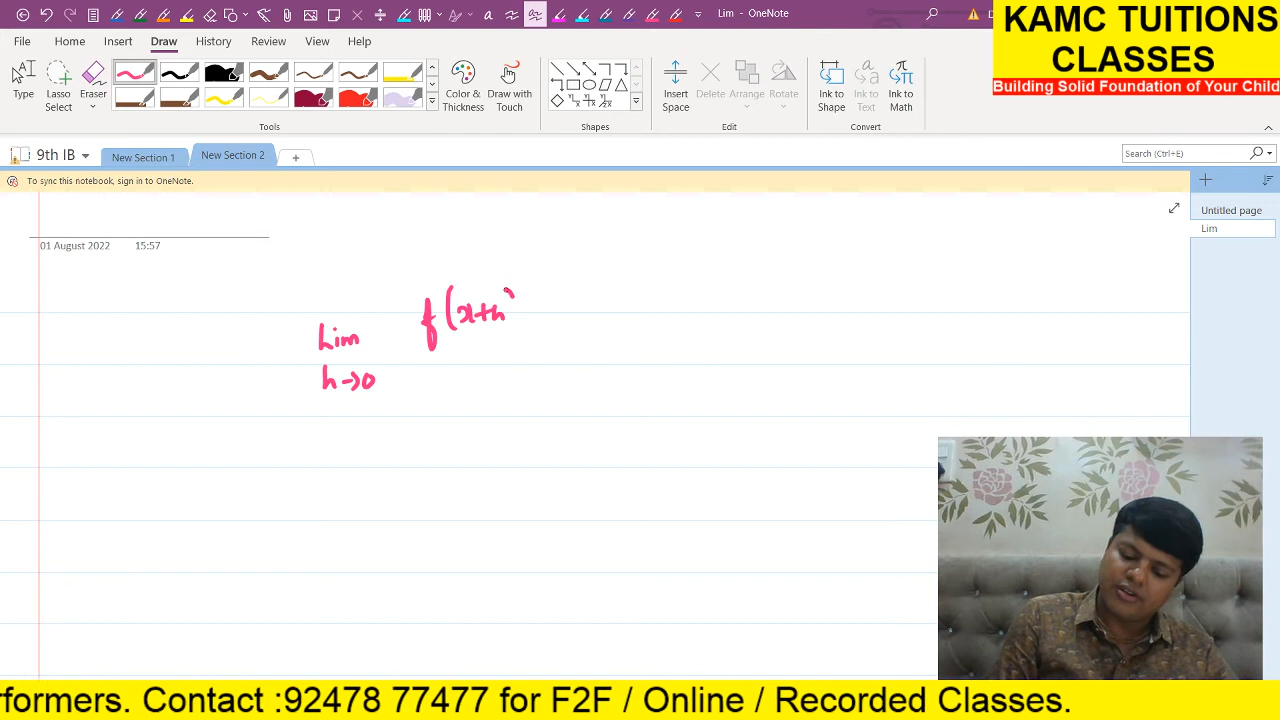 Lim - OneNote
KAMC TUITIONS
CLASSES
Building Solid Foundation of Your Child
File Home Insert Draw History Review View Help
Type
Lasso Select
Eraser
Color & Thickness
Draw with Touch
Insert Space
Delete
Arrange
Rotate
Ink to Shape
Ink to Text
Ink to Math
Tools Shapes Edit Convert
9th IB New Section 1 New Section 2 +
Search (Ctrl+E)
To sync this notebook, sign in to OneNote.
Untitled page
Lim
01 August 2022 15:57
f(x+h)
Lim
h→0
rformers. Contact :92478 77477 for F2F / Online / Recorded Classes.